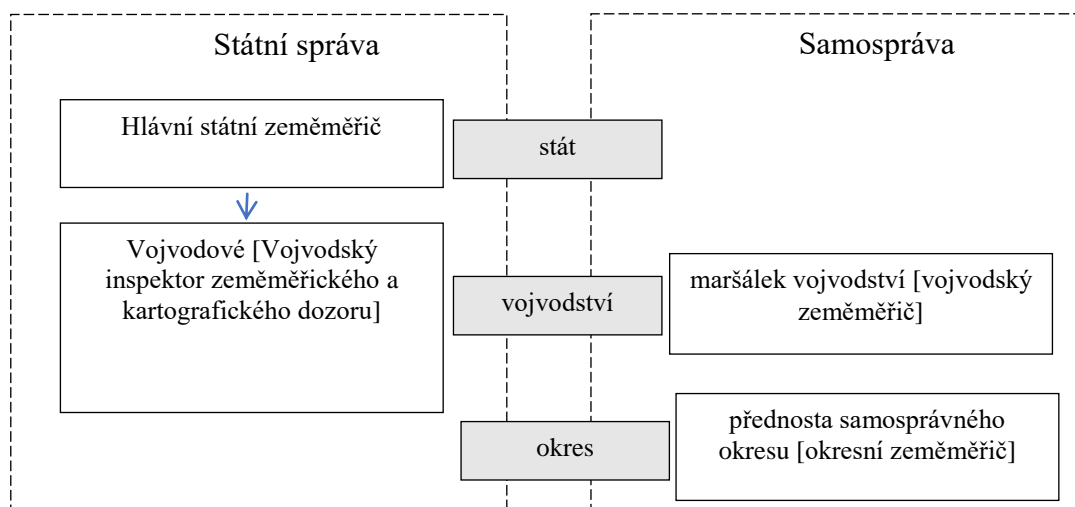 Státní správa
Samospráva
Hlávní státní zeměměřič
stát
Vojvodové [Vojvodský
inspektor zeměměřického a
kartografického dozoru]
vojvodství
maršálek vojvodství [vojvodský
zeměměřič]
okres
přednosta samosprávného
okresu [okresní zeměměřič]